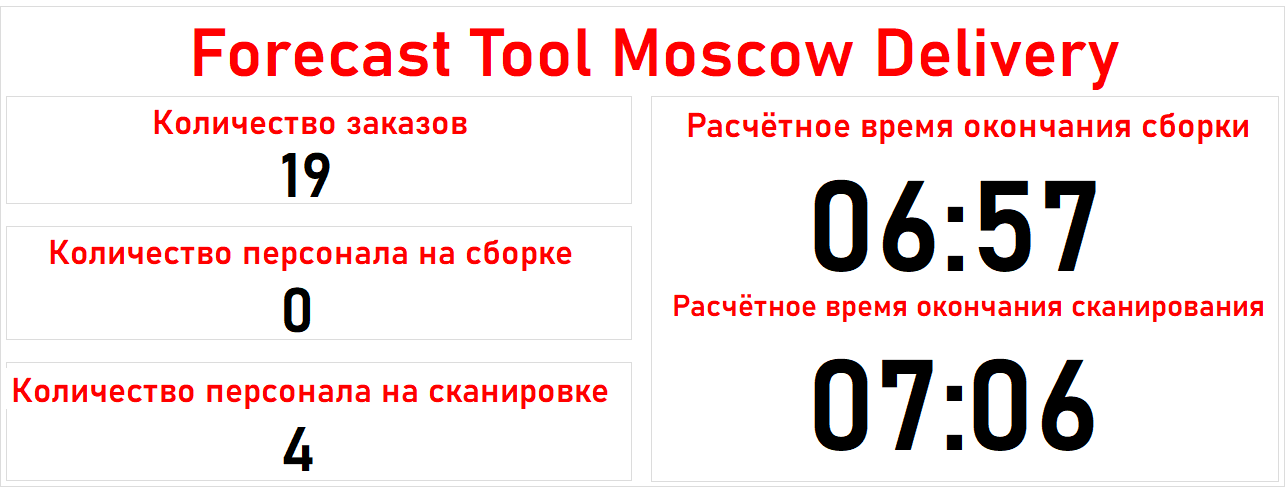 Forecast Tool Moscow Delivery
Количество заказов
19
Количество персонала на сборке
0
Количество персонала на сканировке
4
Расчётное время окончания сборки
06:57
Расчётное время окончания сканирования
07:06